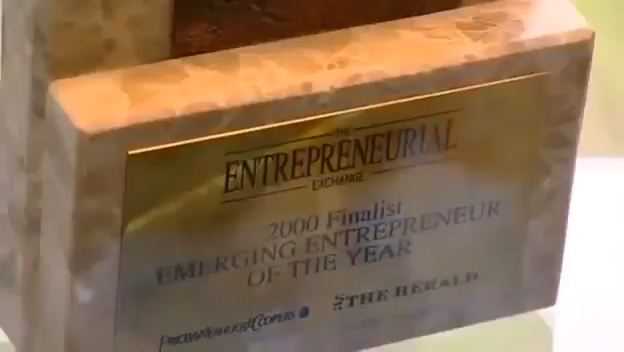 THE
ENTREPRENEURIAL
EXCHANGE
2000 Finalist
EMERGING ENTREPRENEUR
OF THE YEAR
PRICEWATERHOUSECOOPERS
THE HERALD